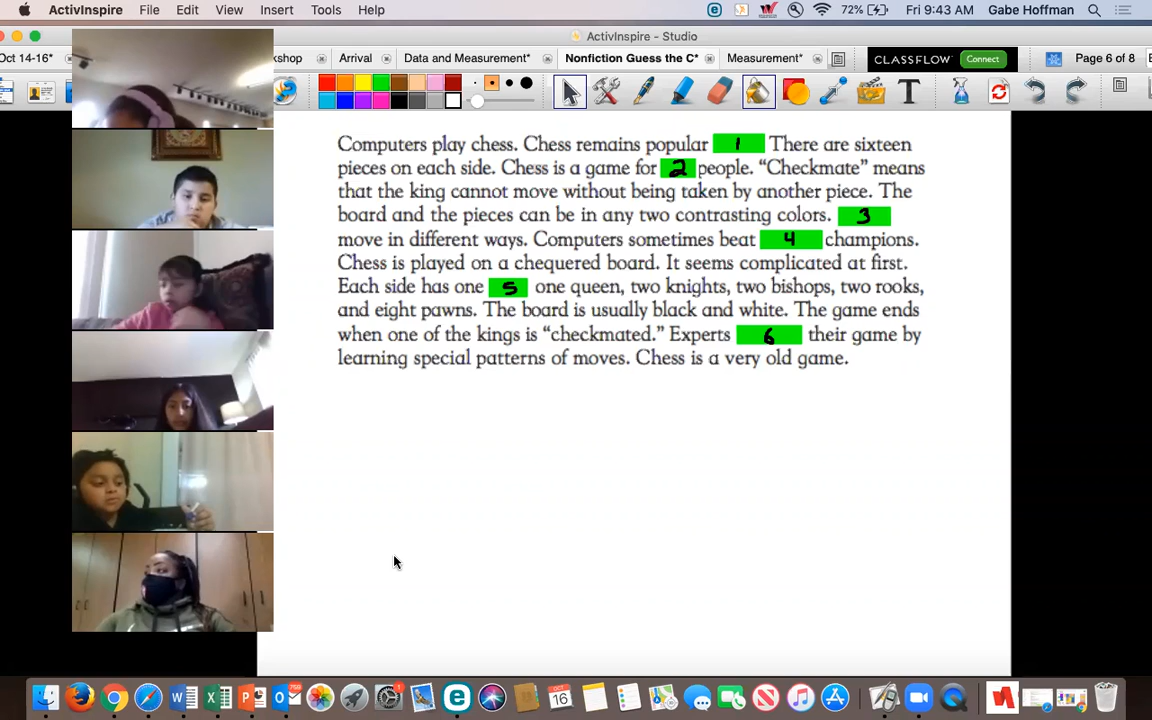 ActivInspire File Edit View Insert Tools Help 72% Fri 9:43 AM Gabe Hoffman
ActivInspire - Studio
Oct 14-16* kshop Arrival Data and Measurement* Nonfiction Guess the C* Measurement* CLASSFLOW Connect Page 6 of 8
Computers play chess. Chess remains popular 1 There are sixteen
pieces on each side. Chess is a game for 2 people. “Checkmate” means
that the king cannot move without being taken by another piece. The
board and the pieces can be in any two contrasting colors. 3
move in different ways. Computers sometimes beat 4 champions.
Chess is played on a chequered board. It seems complicated at first.
Each side has one 5 one queen, two knights, two bishops, two rooks,
and eight pawns. The board is usually black and white. The game ends
when one of the kings is “checkmated.” Experts 6 their game by
learning special patterns of moves. Chess is a very old game.
OCT
16